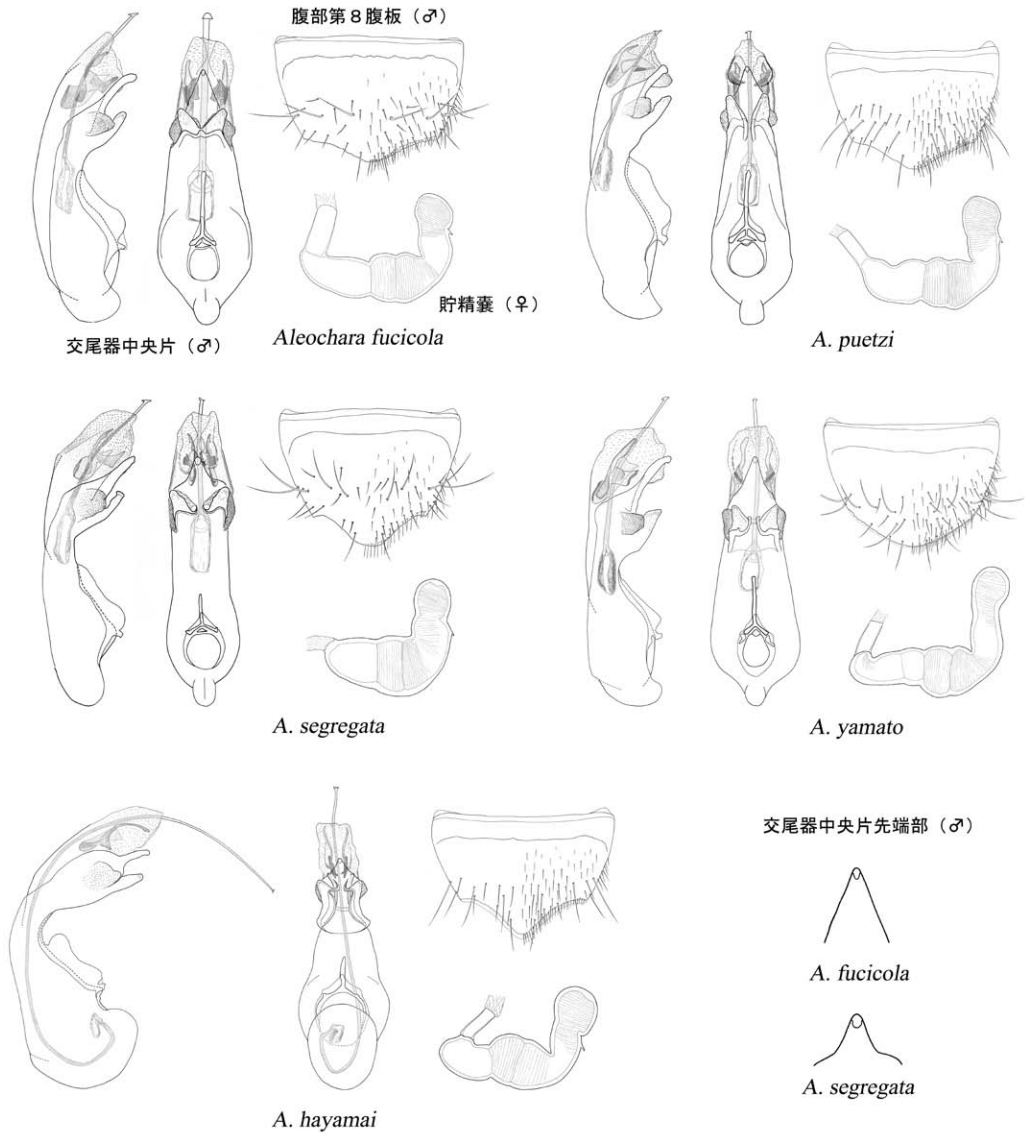 腹部第８腹板（♂）
貯精嚢（♀）
交尾器中央片（♂）
Aleochara fucicola
A. puetzi
A. segregata
A. yamato
交尾器中央片先端部（♂）
A. fucicola
A. segregata
A. hayamai